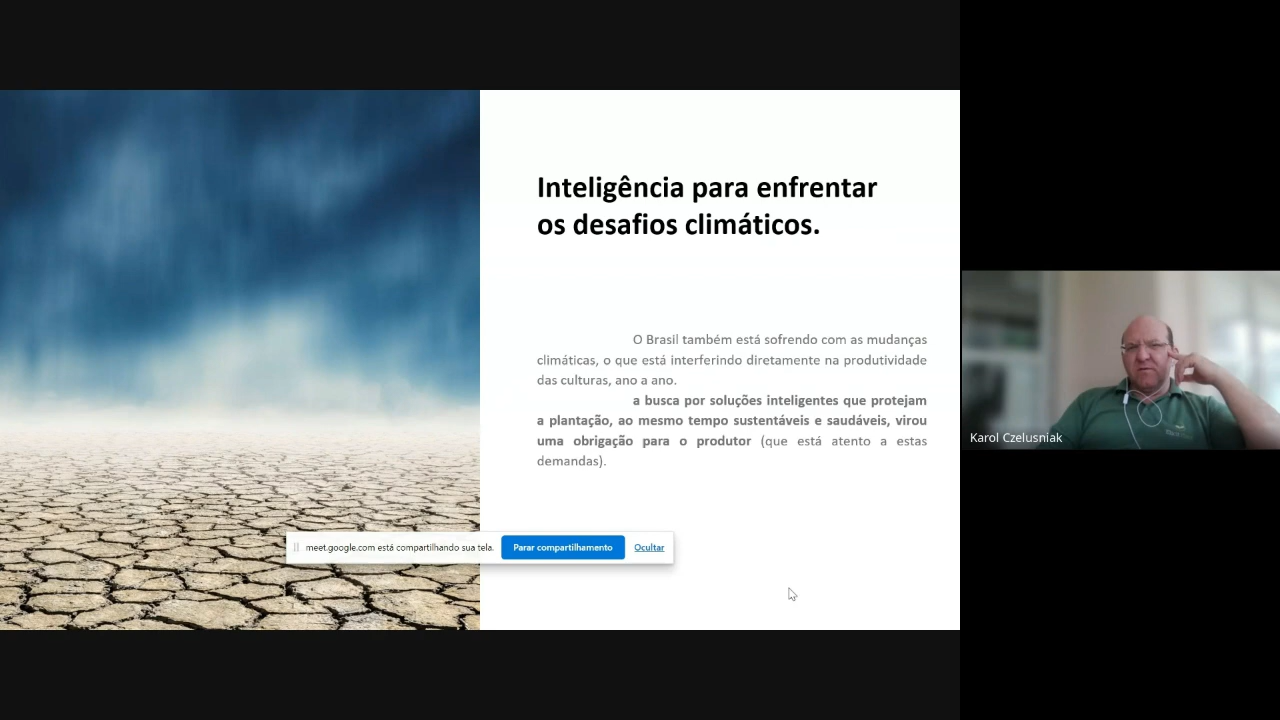 Inteligência para enfrentar
os desafios climáticos.
O Brasil também está sofrendo com as mudanças
climáticas, o que está interferindo diretamente na produtividade
das culturas, ano a ano.
a busca por soluções inteligentes que protejam
a plantação, ao mesmo tempo sustentáveis e saudáveis, virou
uma obrigação para o produtor (que está atento a estas
demandas).
meet.google.com está compartilhando sua tela. Parar compartilhamento Ocultar
Karol Czelusniak